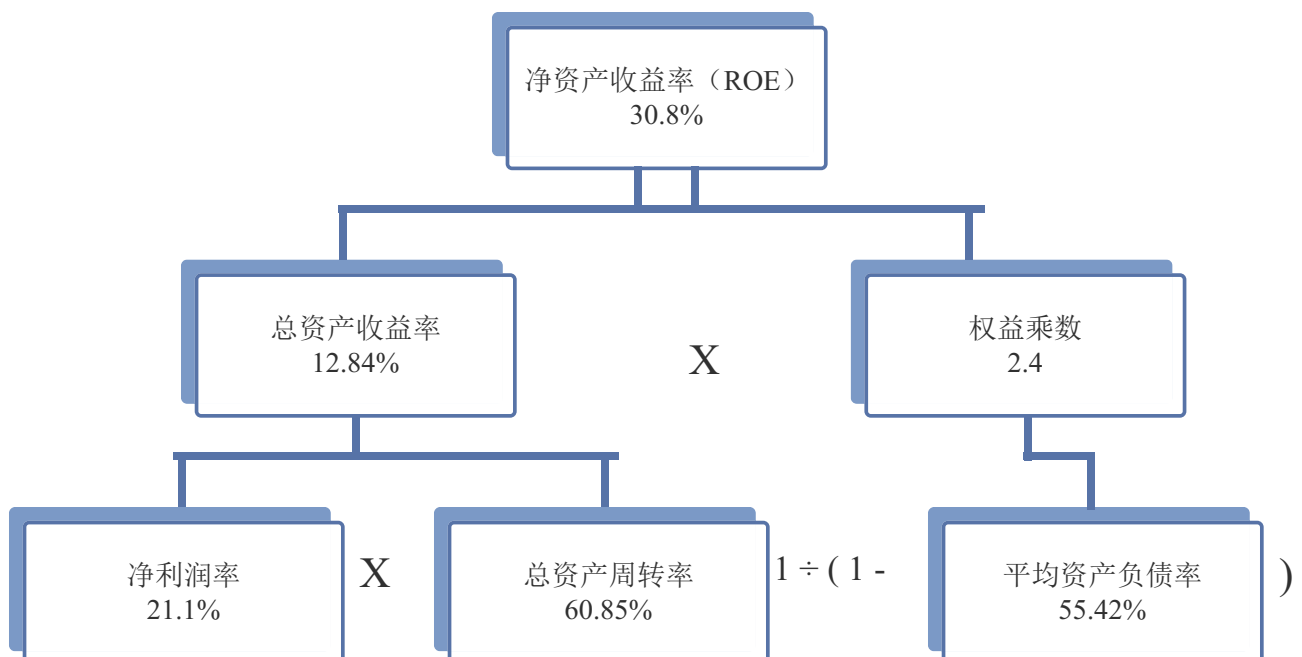 净资产收益率（ROE）
30.8%
总资产收益率
12.84%
X
权益乘数
2.4
净利润率
21.1%
X
总资产周转率
60.85%
1 ÷ ( 1 -
平均资产负债率
55.42%
)